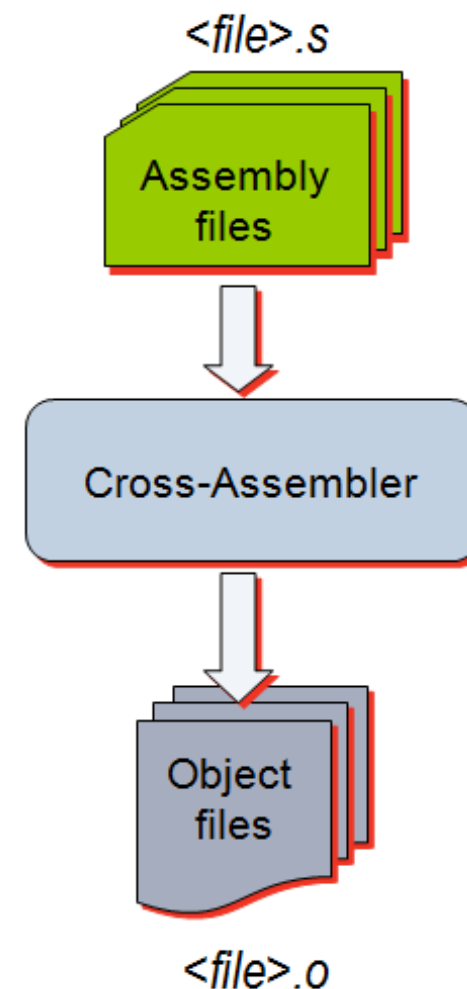 <file>.s
Assembly
files
Cross-Assembler
Object
files
<file>.o